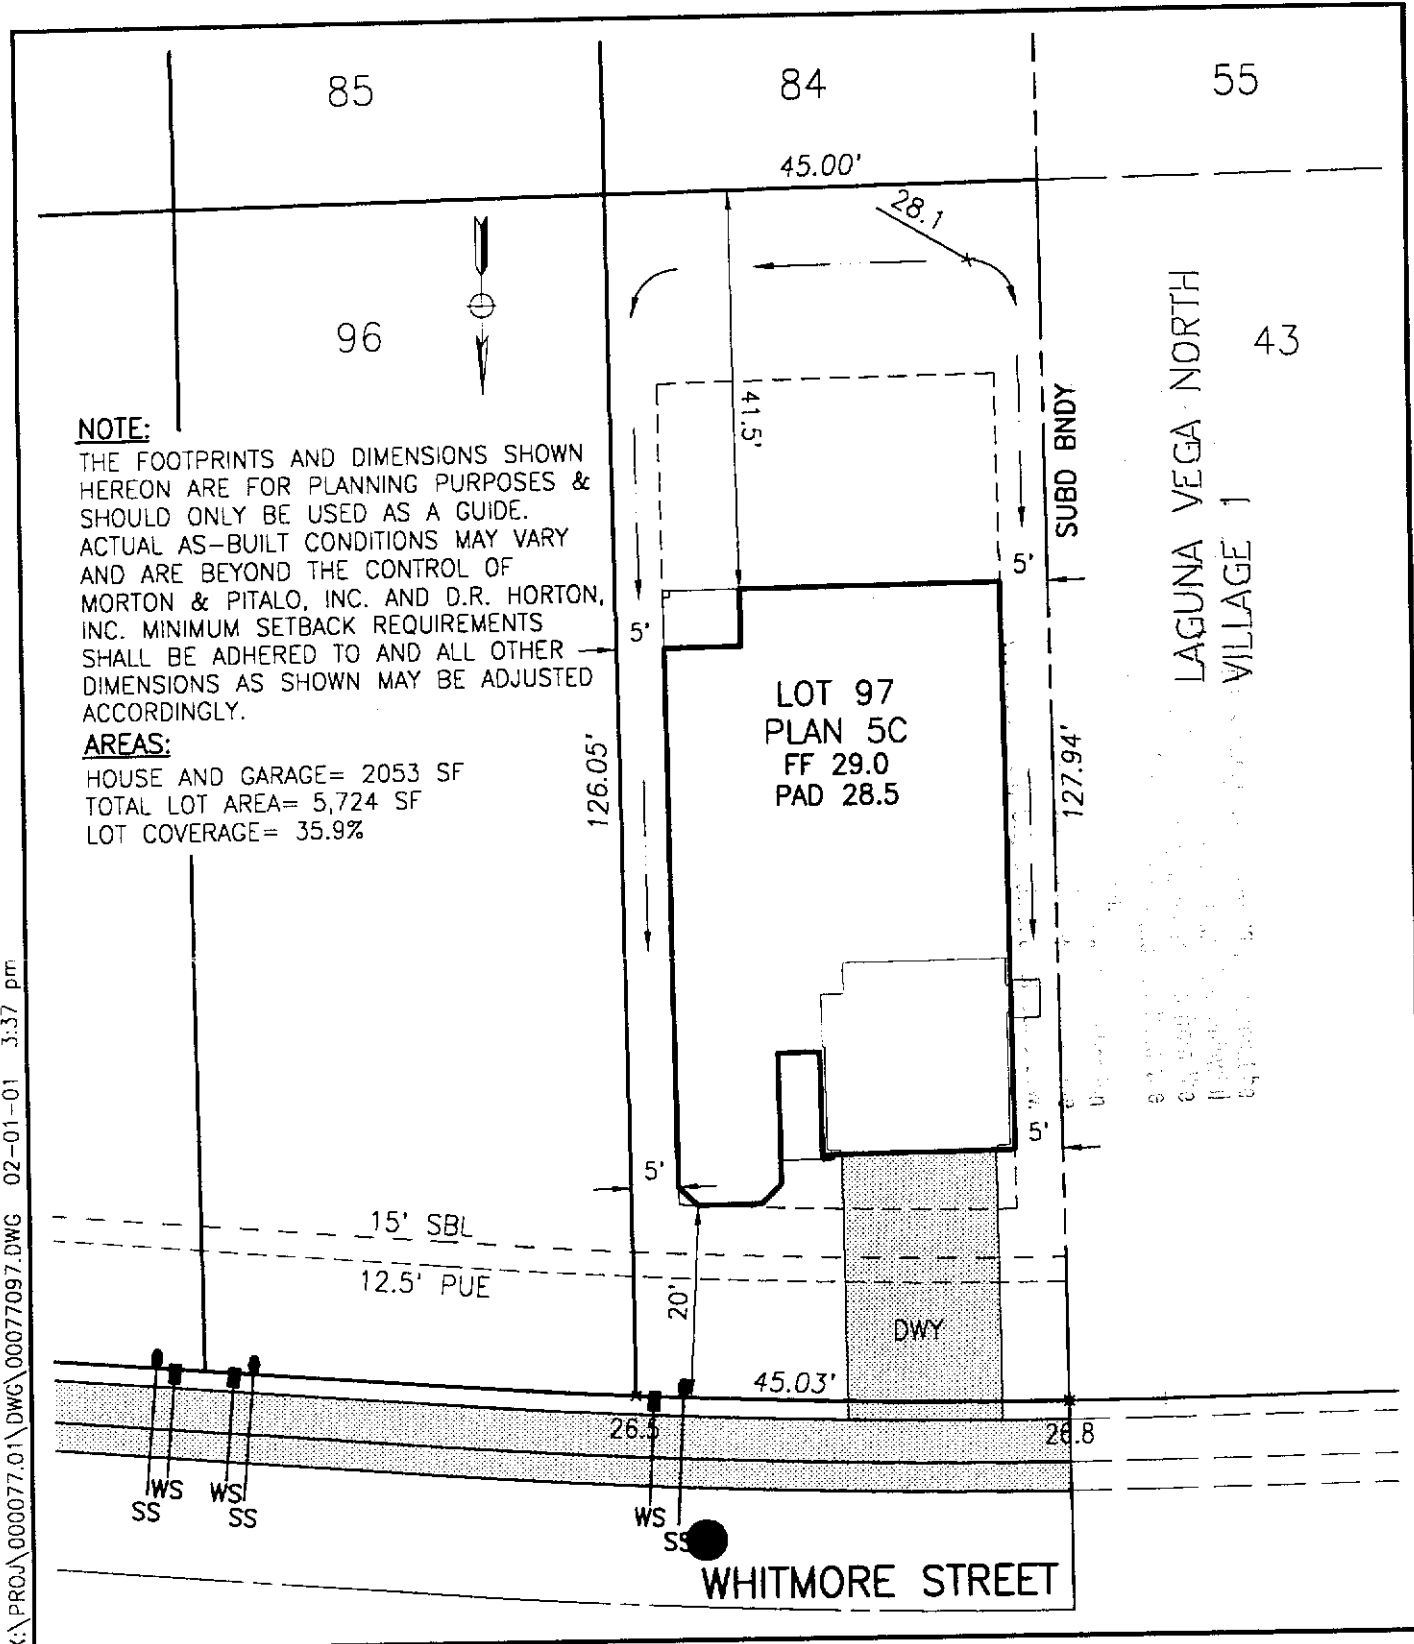 85
84
55
45.00'
28.1
96
43
41.5'
SUBD BNDY
LAGUNA VEGA NORTH
VILLAGE 1
NOTE:
THE FOOTPRINTS AND DIMENSIONS SHOWN
HEREON ARE FOR PLANNING PURPOSES &
SHOULD ONLY BE USED AS A GUIDE.
ACTUAL AS-BUILT CONDITIONS MAY VARY
AND ARE BEYOND THE CONTROL OF
MORTON & PITALO, INC. AND D.R. HORTON,
INC. MINIMUM SETBACK REQUIREMENTS
SHALL BE ADHERED TO AND ALL OTHER
DIMENSIONS AS SHOWN MAY BE ADJUSTED
ACCORDINGLY.
AREAS:
HOUSE AND GARAGE= 2053 SF
TOTAL LOT AREA= 5,724 SF
LOT COVERAGE= 35.9%
5'
5'
LOT 97
PLAN 5C
FF 29.0
PAD 28.5
126.05'
127.94'
5'
5'
15' SBL
12.5' PUE
20'
DWY
45.03'
26.5
26.8
SS
WS
WS
SS
WS
SS
WHITMORE STREET
:\PROJ\000077.01\DWG\00077097.DWG 02-01-01 3:37 pm